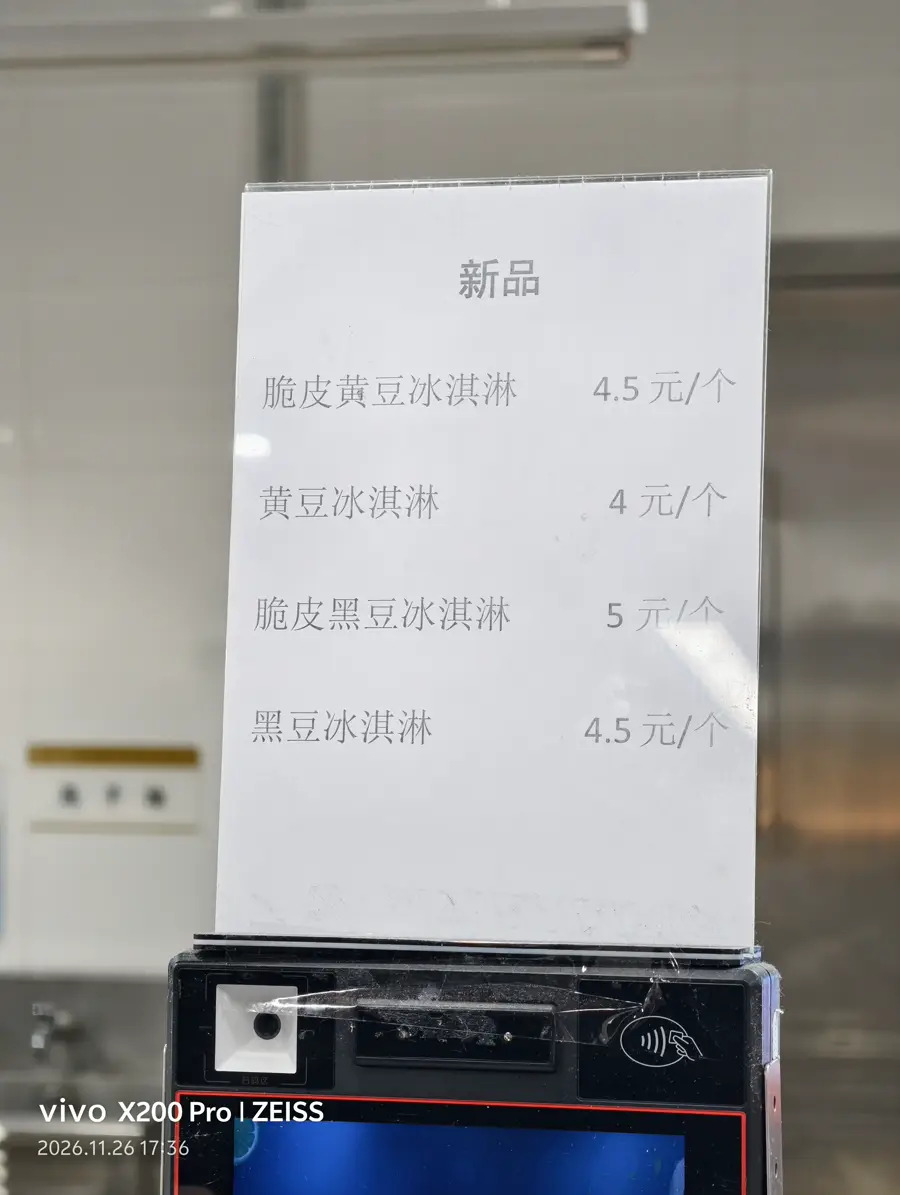 新品
脆皮黄豆冰淇淋 4.5 元/个
黄豆冰淇淋 4 元/个
脆皮黑豆冰淇淋 5 元/个
黑豆冰淇淋 4.5 元/个
vivo X200 Pro | ZEISS
2026.11.26 17:36